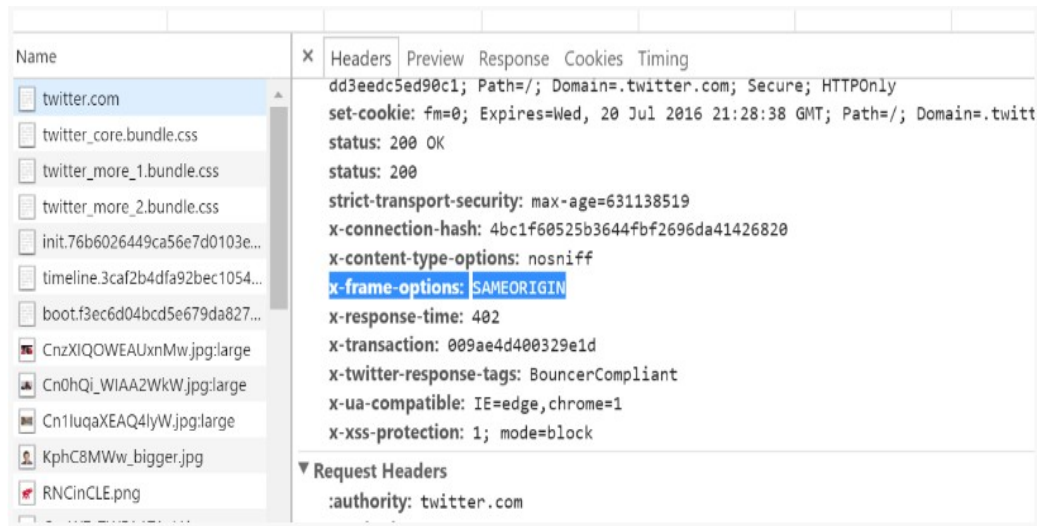 Name
twitter.com
twitter_core.bundle.css
twitter_more_1.bundle.css
twitter_more_2.bundle.css
init.76b6026449ca56e7d0103e...
timeline.3caf2b4dfa92bec1054...
boot.f3ec6d04bcd5e679da827...
CnzXIQOWEAUxnMw.jpg:large
Cn0hQi_WIAA2WkW.jpg:large
Cn1IuqaXEAQ4IyW.jpg:large
KphC8MWw_bigger.jpg
RNCinCLE.png
× Headers Preview Response Cookies Timing
dd3eedc5ed90c1; Path=/; Domain=.twitter.com; Secure; HTTPOnly
set-cookie: fm=0; Expires=Wed, 20 Jul 2016 21:28:38 GMT; Path=/; Domain=.twitt
status: 200 OK
status: 200
strict-transport-security: max-age=631138519
x-connection-hash: 4bc1f60525b3644fbf2696da41426820
x-content-type-options: nosniff
x-frame-options: SAMEORIGIN
x-response-time: 402
x-transaction: 009ae4d400329e1d
x-twitter-response-tags: BouncerCompliant
x-ua-compatible: IE=edge,chrome=1
x-xss-protection: 1; mode=block
▼ Request Headers
:authority: twitter.com